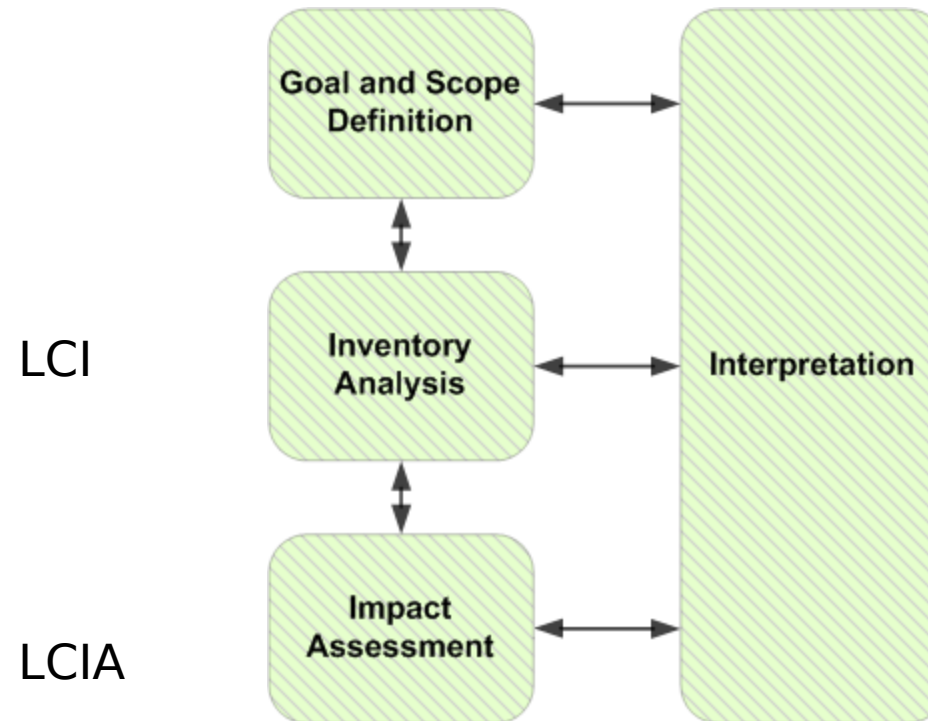 Goal and Scope
Definition
LCI
Inventory
Analysis
Interpretation
Impact
Assessment
LCIA